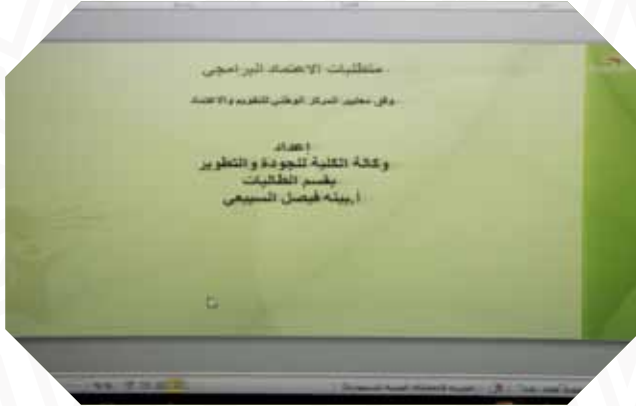 متطلبات الاعتماد البرامجي
وفق معايير المركز الوطني للتقويم والاعتماد
إعداد
وكالة الكلية للجودة والتطوير
بقسم الطالبات
أ.بينه فيصل السبيعي